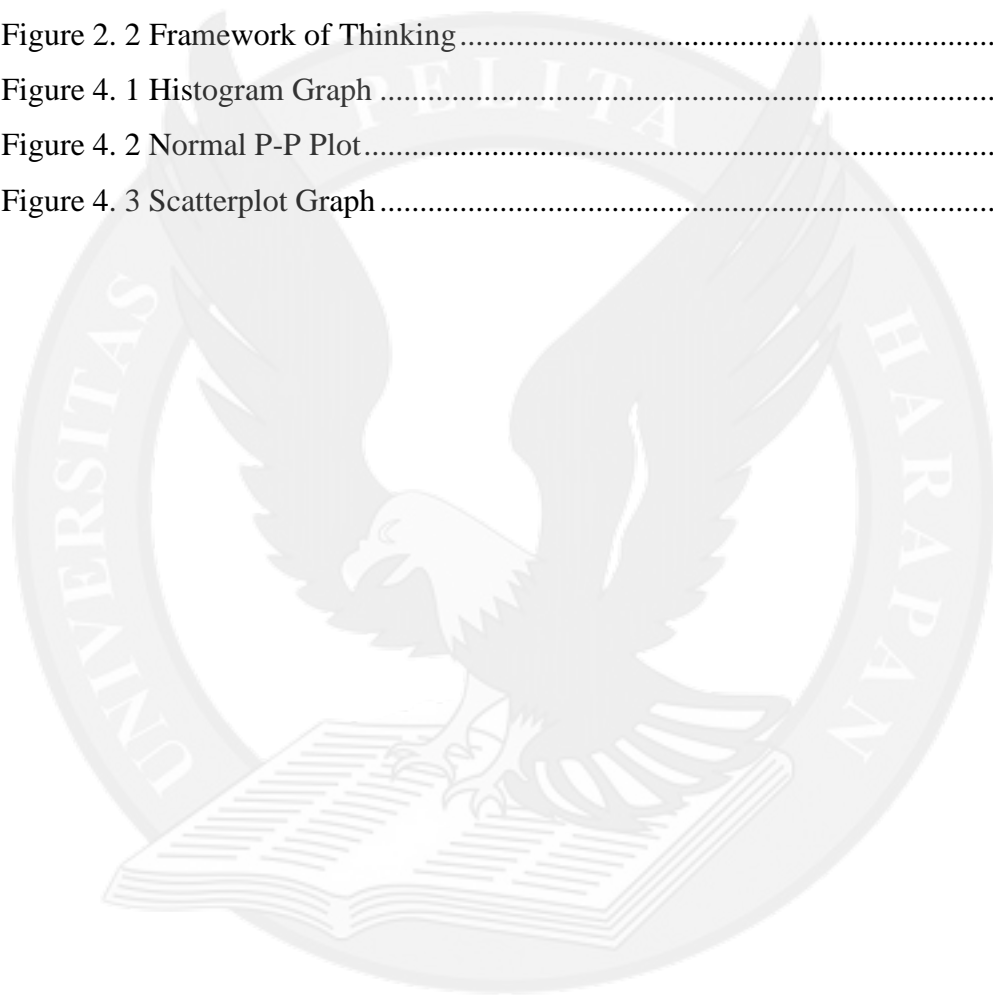 Figure 2. 2 Framework of Thinking..................................................................
Figure 4. 1 Histogram Graph ............................................................................
Figure 4. 2 Normal P-P Plot..............................................................................
Figure 4. 3 Scatterplot Graph............................................................................
UNIVERSITAS PELITA HARAPAN